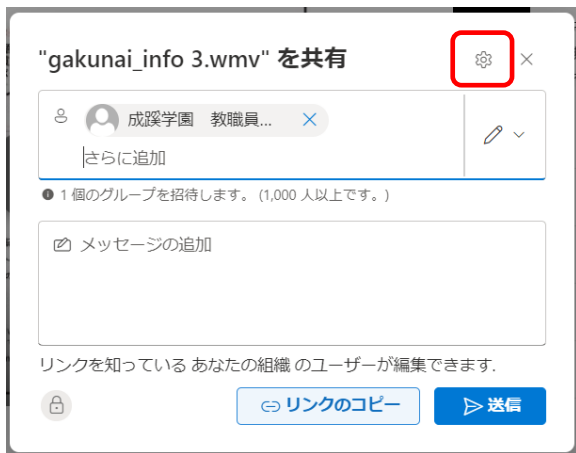 "gakunai_info 3.wmv" を共有
成蹊学園　教職員...
さらに追加
1 個のグループを招待します。 (1,000 人以上です。)
メッセージの追加
リンクを知っている あなたの組織 のユーザーが編集できます.
リンクのコピー
送信